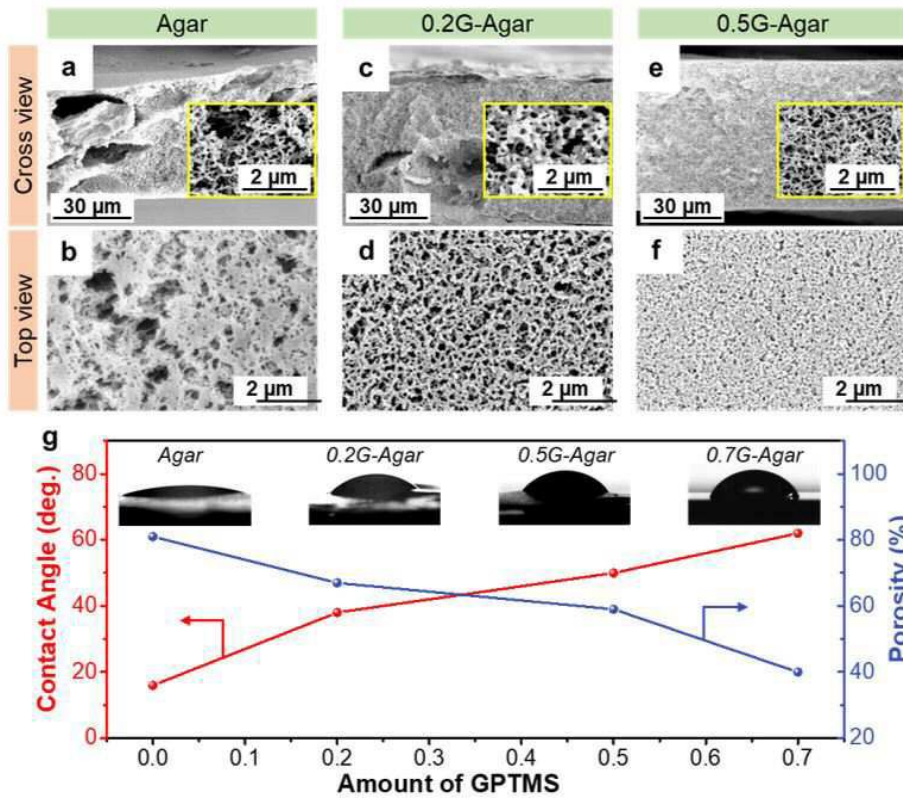 Agar
0.2G-Agar
0.5G-Agar
Cross view
a
2 µm
30 µm
c
2 µm
30 µm
e
2 µm
30 µm
Top view
b
2 µm
d
2 µm
f
2 µm
g
Agar
0.2G-Agar
0.5G-Agar
0.7G-Agar
Contact Angle (deg.)
80
60
40
20
0
100
80
60
40
20
Porosity (%)
0.0 0.1 0.2 0.3 0.4 0.5 0.6 0.7
Amount of GPTMS